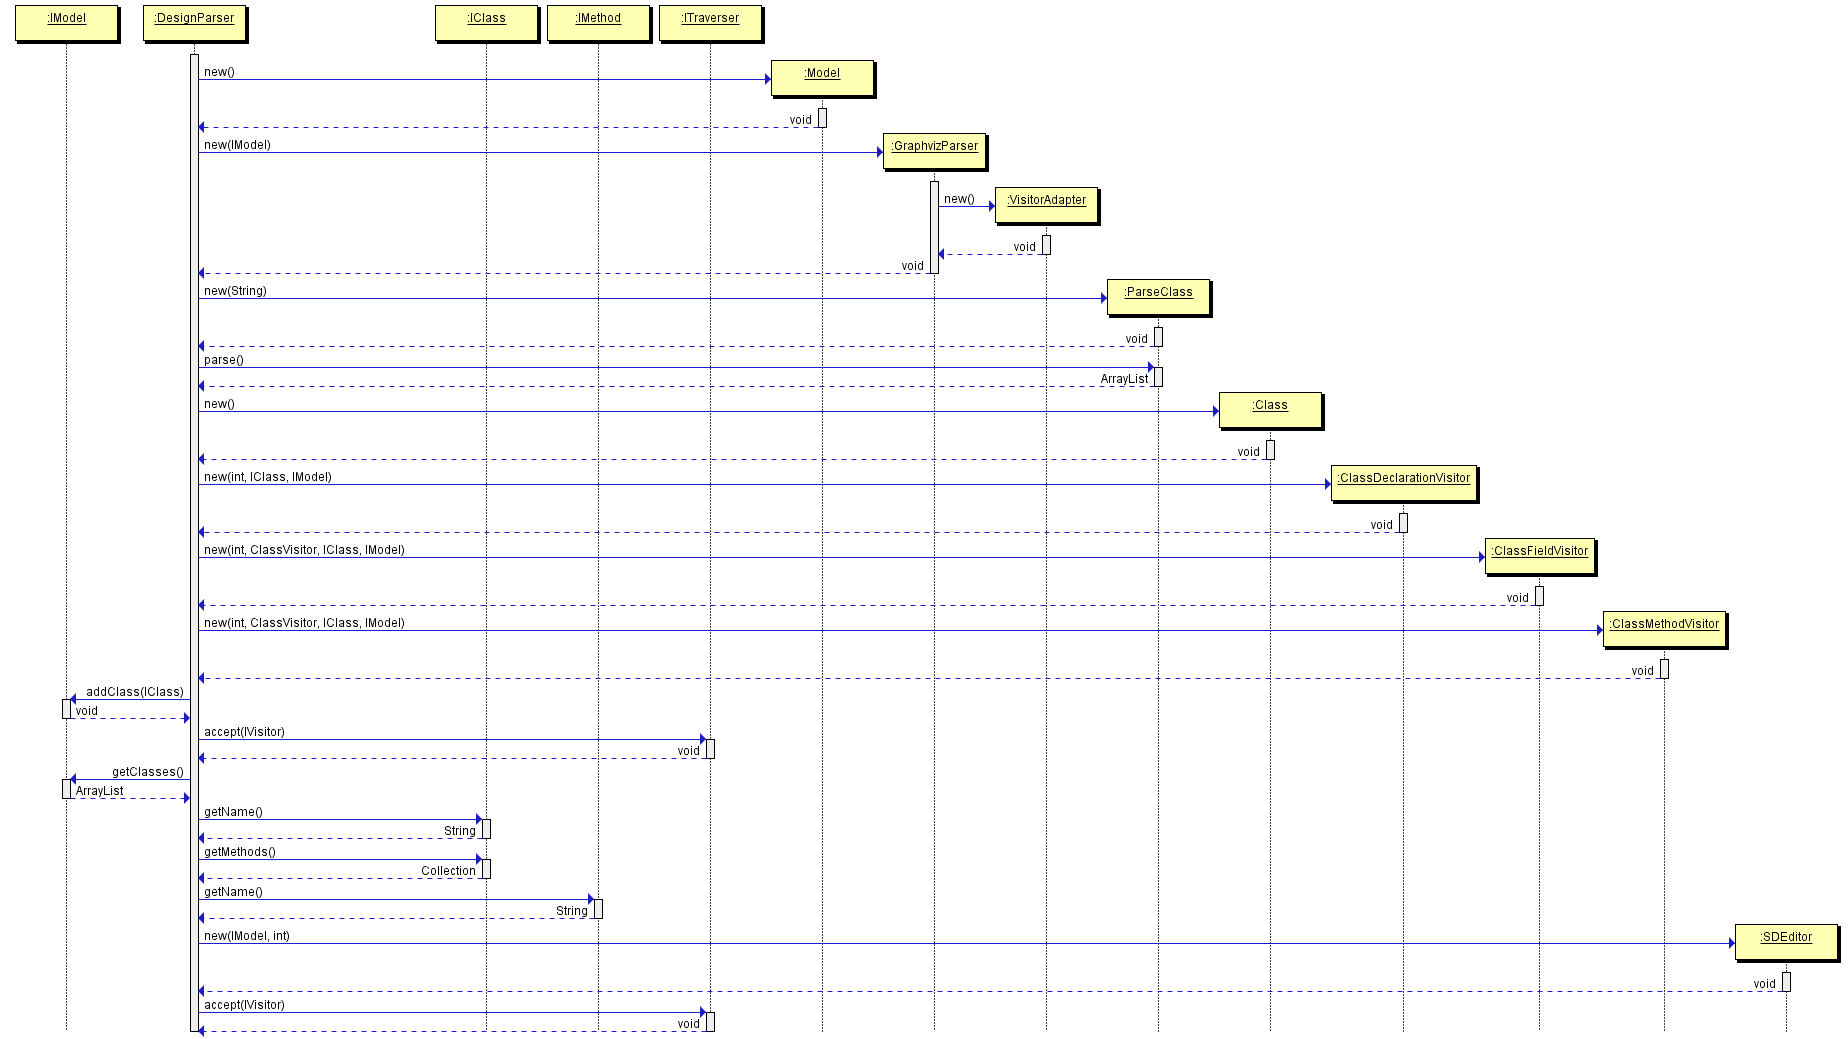 :IModel
:DesignParser
:IClass
:IMethod
:ITraverser
new()
:Model
void
new(IModel)
:GraphvizParser
new()
:VisitorAdapter
void
void
new(String)
:ParseClass
void
parse()
ArrayList
new()
:Class
void
new(int, IClass, IModel)
:ClassDeclarationVisitor
void
new(int, ClassVisitor, IClass, IModel)
:ClassFieldVisitor
void
new(int, ClassVisitor, IClass, IModel)
:ClassMethodVisitor
void
addClass(IClass)
void
accept(IVisitor)
void
getClasses()
ArrayList
getName()
String
getMethods()
Collection
getName()
String
new(IModel, int)
:SDEditor
void
accept(IVisitor)
void